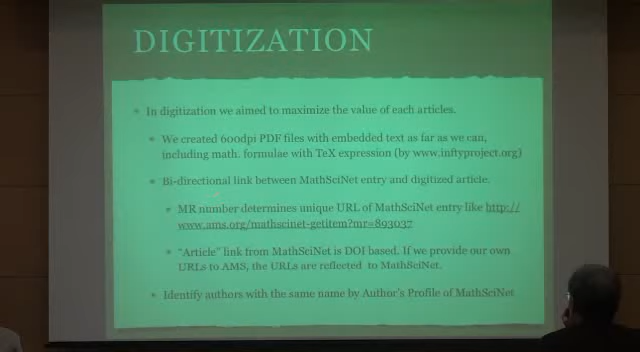 DIGITIZATION
In digitization we aimed to maximize the value of each articles.
We created 600dpi PDF files with embedded text as far as we can,
including math. formulae with TeX expression (by www.inftyproject.org)
Bi-directional link between MathSciNet entry and digitized article.
MR number determines unique URL of MathSciNet entry like http://
www.ams.org/mathscinet-getitem?mr=893037
"Article" link from MathSciNet is DOI based. If we provide our own
URLs to AMS, the URLs are reflected to MathSciNet.
Identify authors with the same name by Author's Profile of MathSciNet